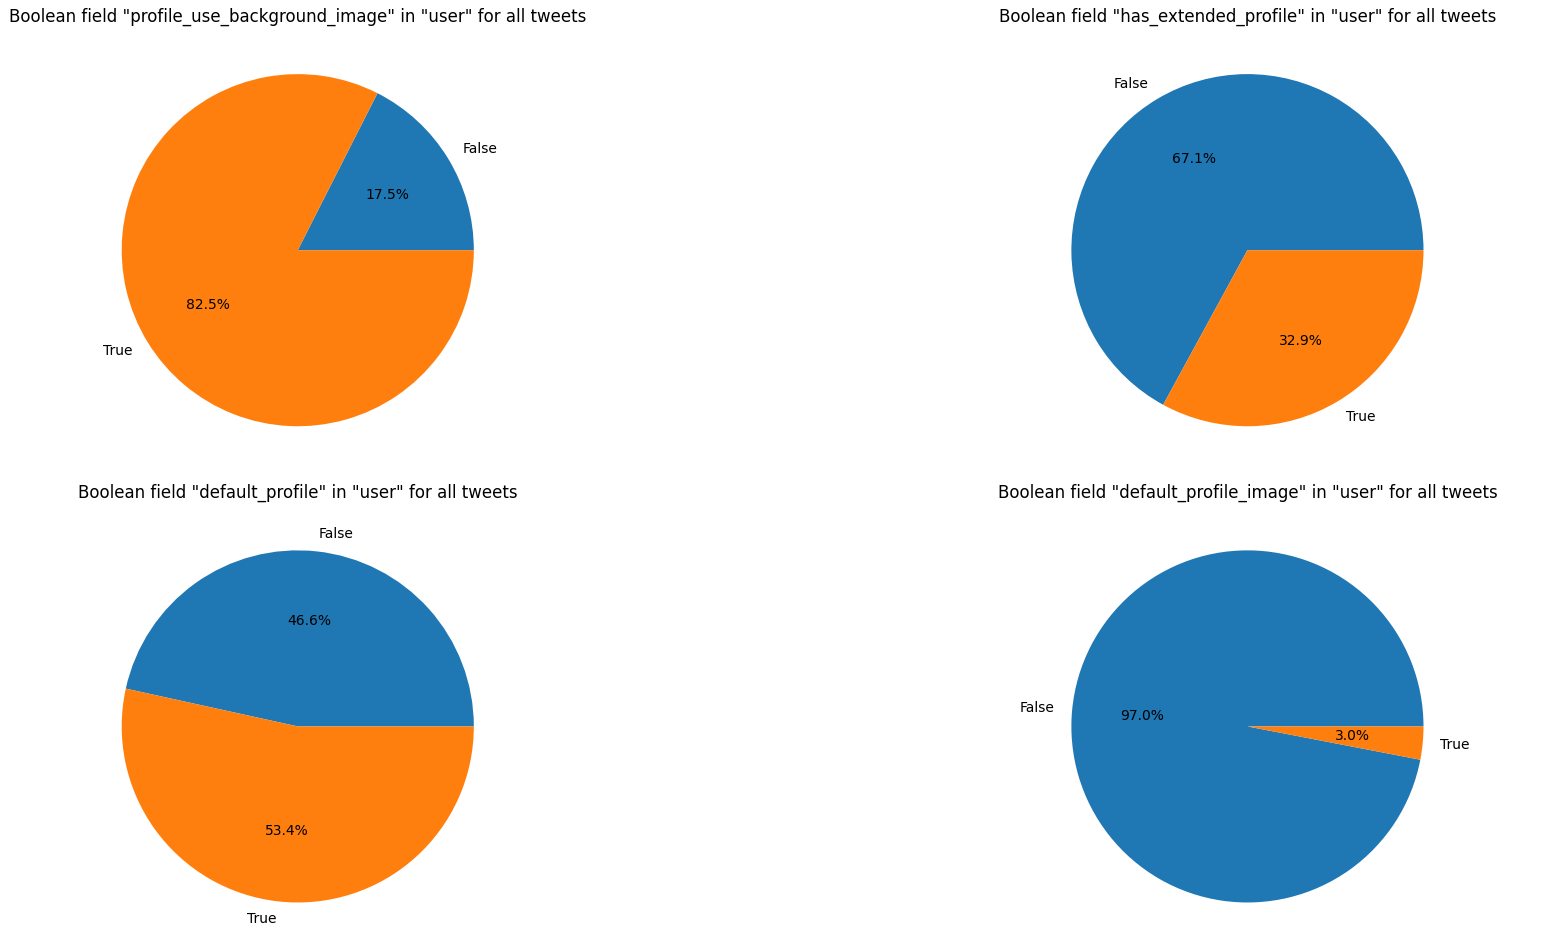 Boolean field "profile_use_background_image" in "user" for all tweets
False
17.5%
82.5%
True
Boolean field "has_extended_profile" in "user" for all tweets
False
67.1%
32.9%
True
Boolean field "default_profile" in "user" for all tweets
False
46.6%
53.4%
True
Boolean field "default_profile_image" in "user" for all tweets
False
97.0%
3.0%
True